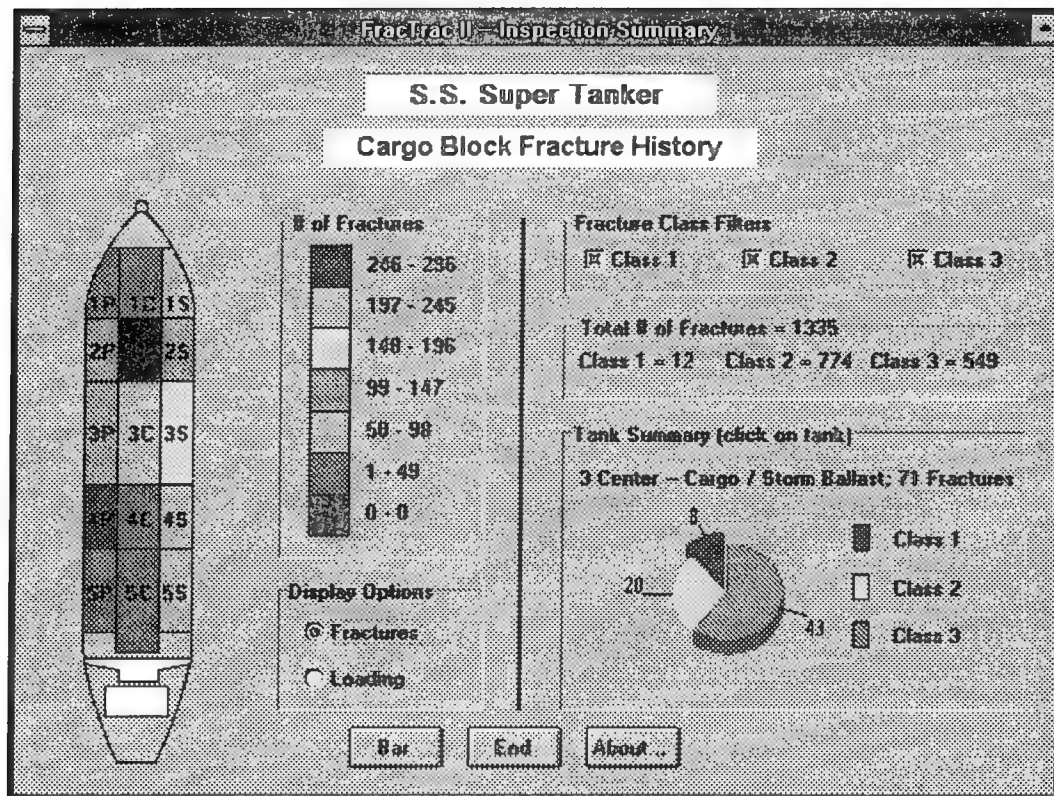 FracTrac II – Inspection Summary
S.S. Super Tanker
Cargo Block Fracture History
# of Fractures
246 - 296
197 - 245
148 - 196
99 - 147
50 - 98
1 - 49
0 - 0
Fracture Class Filters
Class 1 Class 2 Class 3
Total # of Fractures = 1335
Class 1 = 12 Class 2 = 774 Class 3 = 549
Tank Summary (click on tank)
3 Center – Cargo / Storm Ballast; 71 Fractures
8
20
43
Class 1
Class 2
Class 3
1P 1C 1S
2P 2S
3P 3C 3S
4P 4C 4S
5P 5C 5S
Display Options
Fractures
Loading
Bar End About...